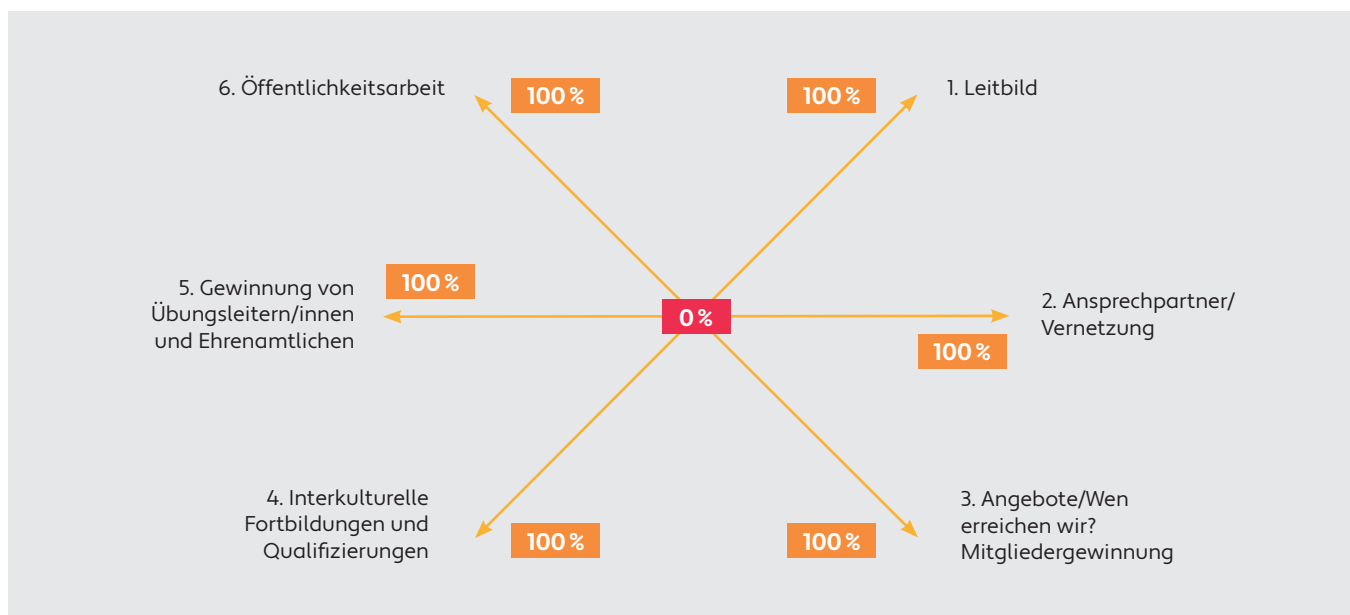 6. Öffentlichkeitsarbeit
100 %
100 %
1. Leitbild
5. Gewinnung von
Übungsleitern/innen
und Ehrenamtlichen
100 %
0 %
2. Ansprechpartner/
Vernetzung
100 %
4. Interkulturelle
Fortbildungen und
Qualifizierungen
100 %
100 %
3. Angebote/Wen
erreichen wir?
Mitgliedergewinnung